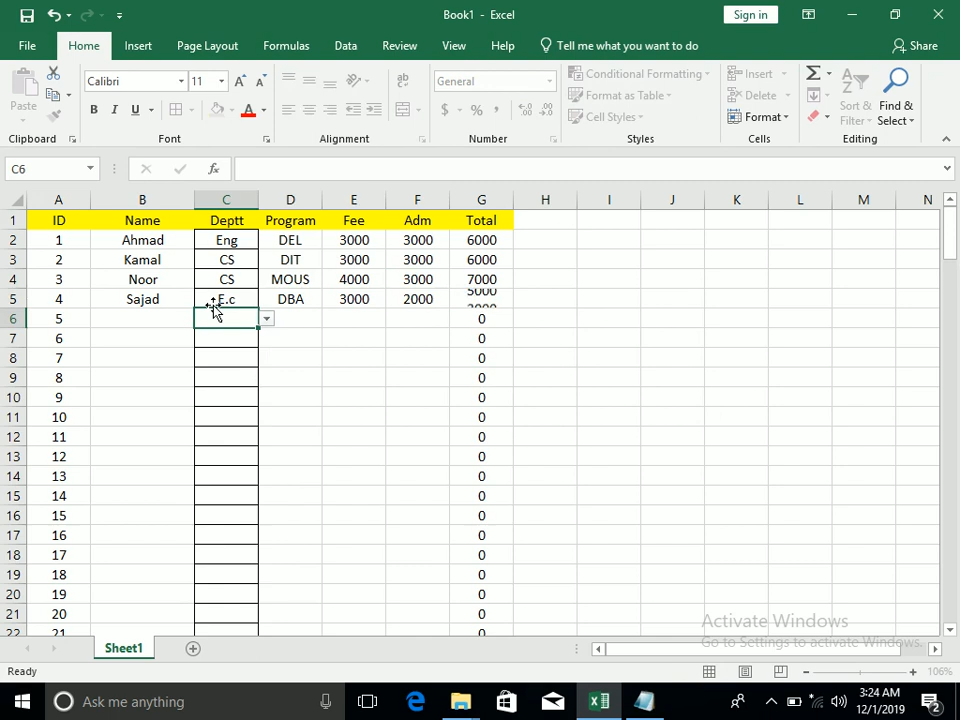 Book1 - Excel
Sign in
File Home Insert Page Layout Formulas Data Review View Help Tell me what you want to do Share
Paste
Calibri 11
B I U A
ab
General
$ % ,
Conditional Formatting
Format as Table
Cell Styles
Insert
Delete
Format
Sort & Filter
Find & Select
Clipboard Font Alignment Number Styles Cells Editing
C6 fx
A B C D E F G H I J K L M N
1 ID Name Deptt Program Fee Adm Total
2 1 Ahmad Eng DEL 3000 3000 6000
3 2 Kamal CS DIT 3000 3000 6000
4 3 Noor CS MOUS 4000 3000 7000
5 4 Sajad E.c DBA 3000 2000 5000
6 5 0
7 6 0
8 7 0
9 8 0
10 9 0
11 10 0
12 11 0
13 12 0
14 13 0
15 14 0
16 15 0
17 16 0
18 17 0
19 18 0
20 19 0
21 20 0
22 21 0
Activate Windows
Go to Settings to activate Windows.
Sheet1
Ready
106%
Ask me anything
3:24 AM
12/1/2019
2